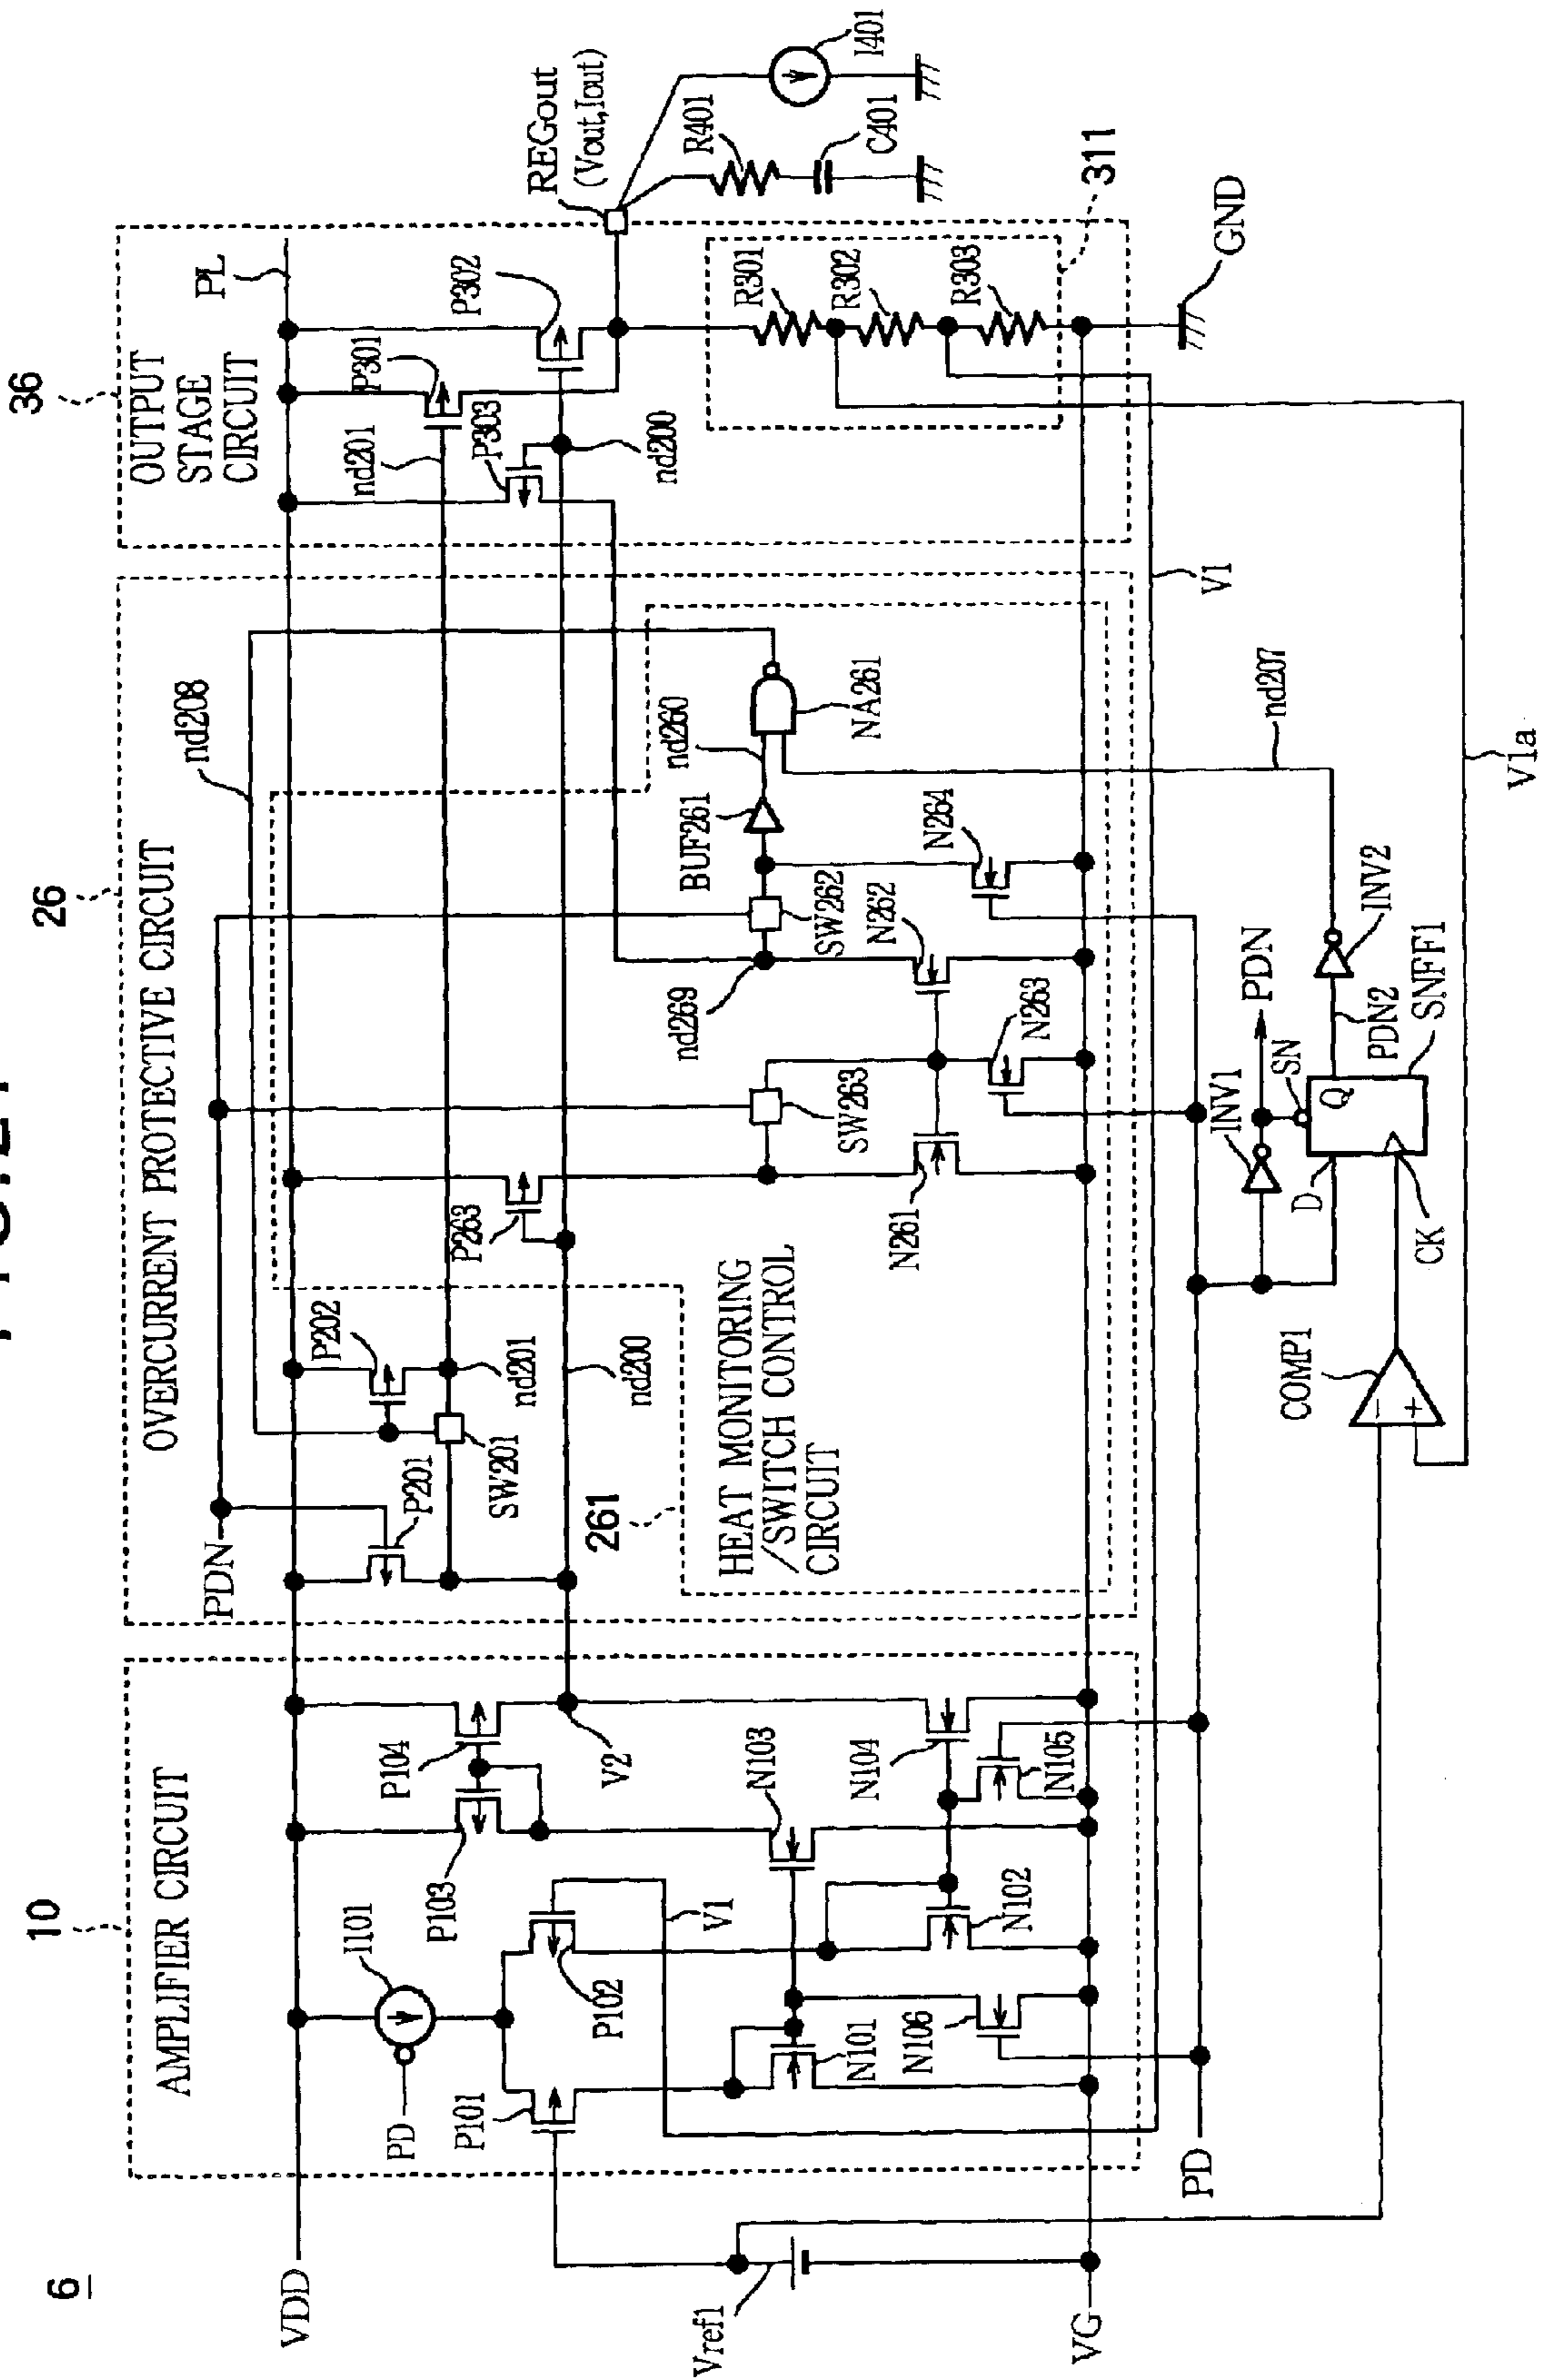 6
10
26
36
AMPLIFIER CIRCUIT
OVERCURRENT PROTECTIVE CIRCUIT
OUTPUT
STAGE
CIRCUIT
VDD
PD
I101
P103
P104
P101
P102
V1
V2
N103
N101
N106
N102
N104
N105
Vref1
VG
PD
PDN
P201
P202
SW201
nd201
nd200
nd208
261
HEAT MONITORING
/SWITCH CONTROL
CIRCUIT
P263
N261
SW263
N263
nd269
N262
SW262
BUF261
N264
nd260
NA261
nd207
PL
P301
nd201
P303
P302
nd200
REGout
(Vout,Iout)
R401
C401
I401
R301
R302
R303
311
GND
V1
V1a
COMP1
INV1
PDN
SN
D
Q
CK
PDN2
SNFF1
INV2